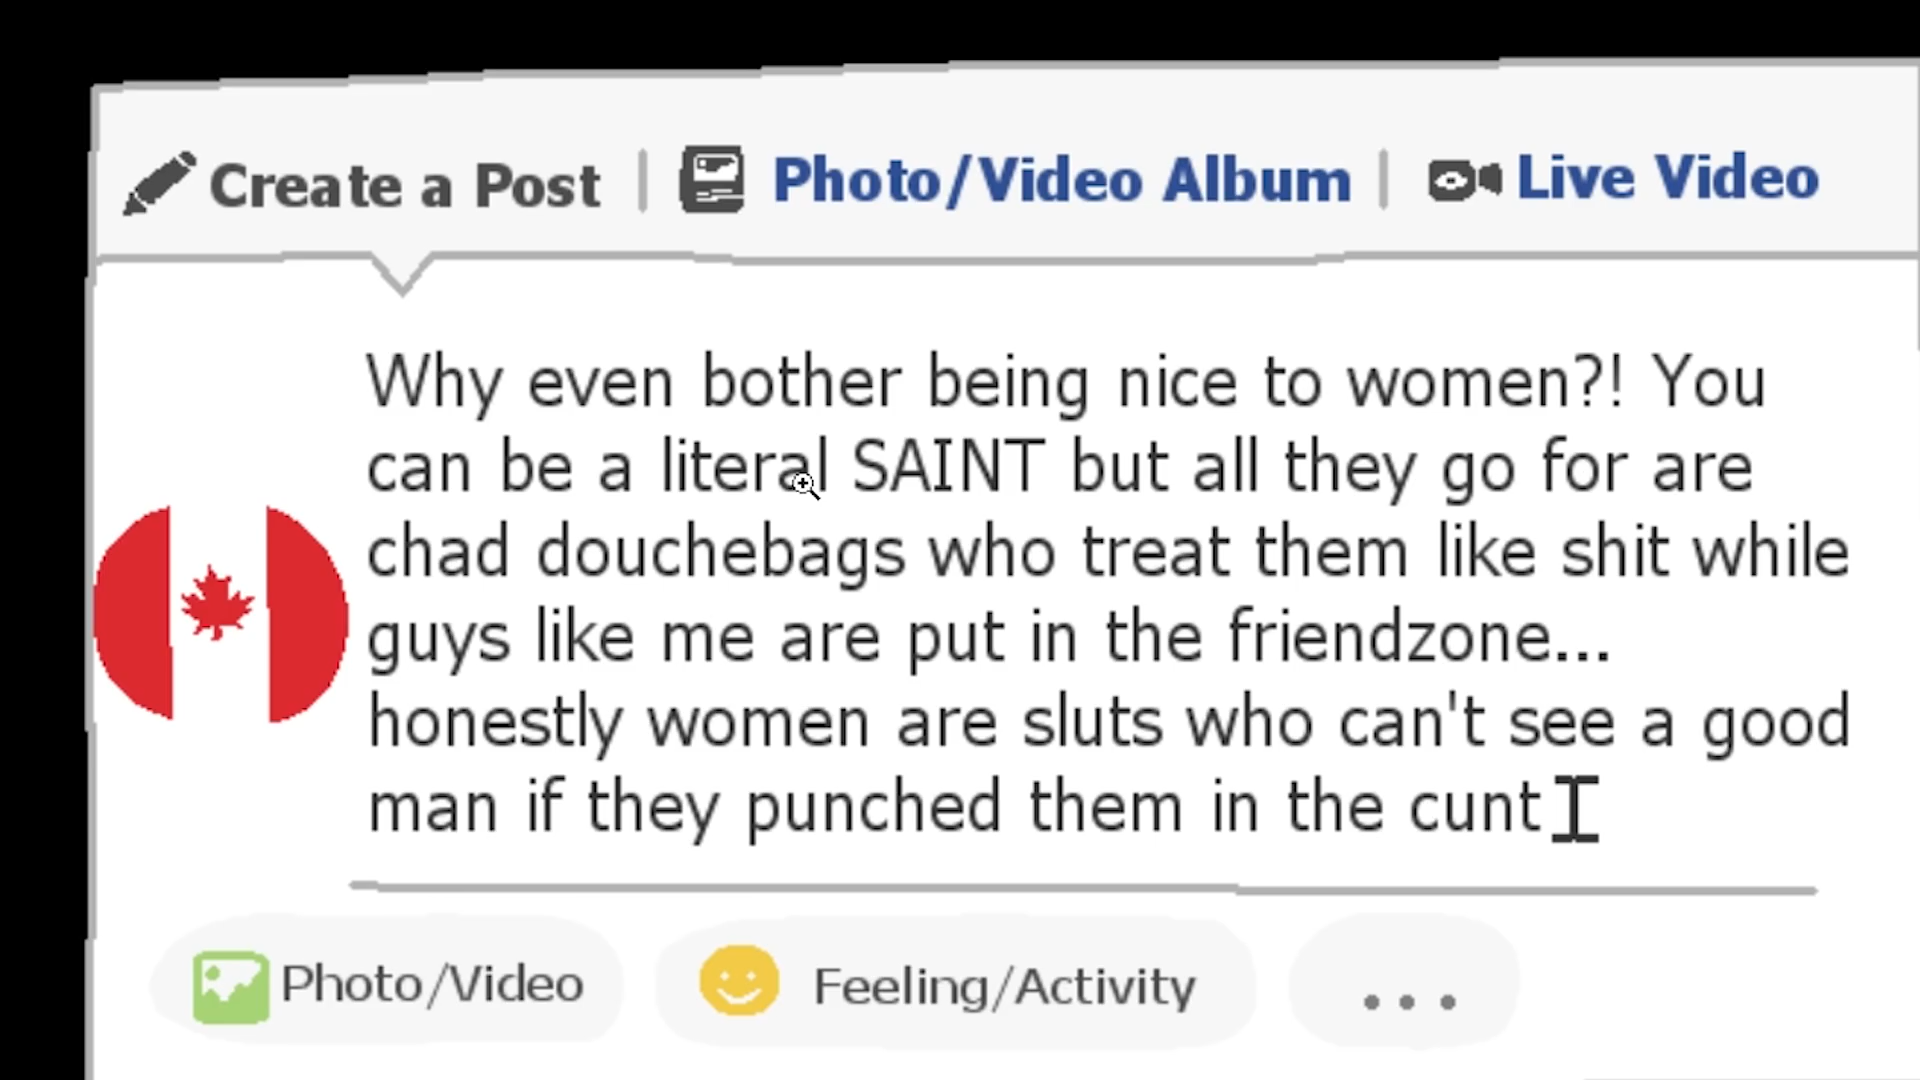 Create a Post | Photo/Video Album | Live Video
Why even bother being nice to women?! You
can be a literal SAINT but all they go for are
chad douchebags who treat them like shit while
guys like me are put in the friendzone...
honestly women are sluts who can't see a good
man if they punched them in the cunt
Photo/Video Feeling/Activity ...